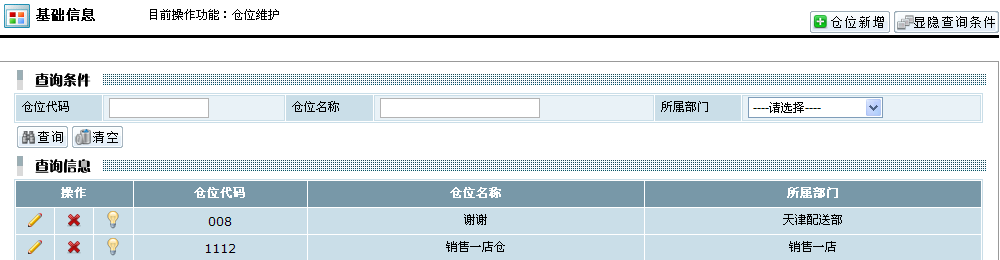 基础信息 目前操作功能：仓位维护
仓位新增 显隐查询条件
查询条件
仓位代码 仓位名称 所属部门 ----请选择----
查询 清空
查询信息
操作 仓位代码 仓位名称 所属部门
008 谢谢 天津配送部
1112 销售一店仓 销售一店